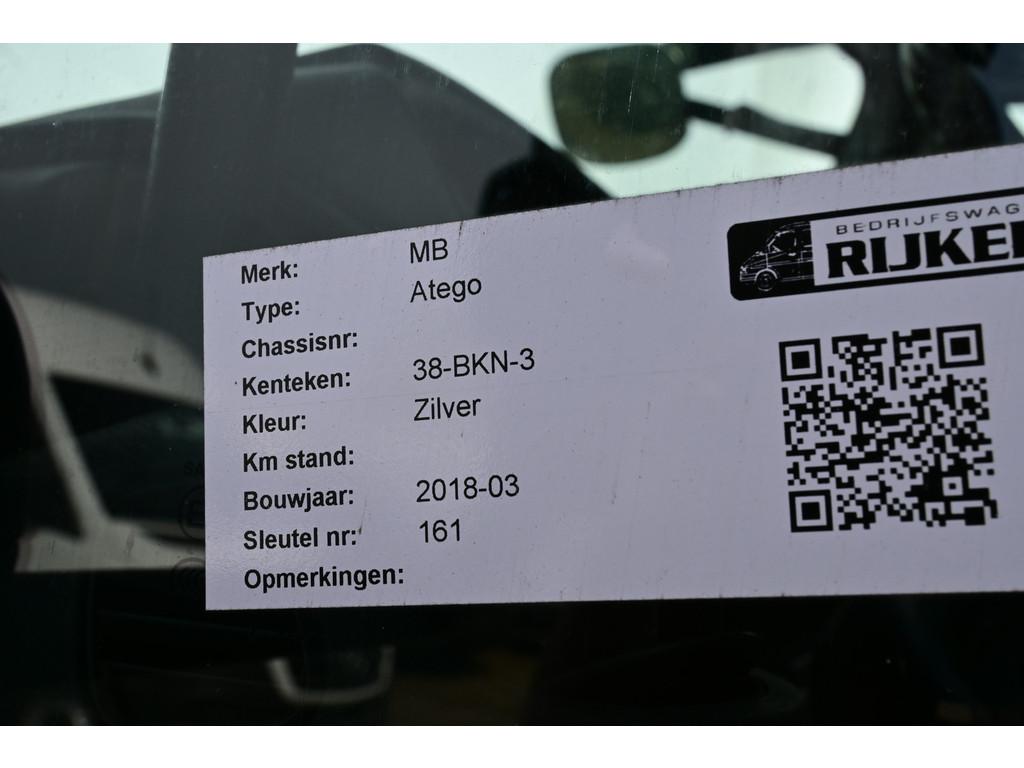 Merk: MB
Type: Atego
Chassisnr:
Kenteken: 38-BKN-3
Kleur: Zilver
Km stand:
Bouwjaar: 2018-03
Sleutel nr: 161
Opmerkingen:
BEDRIJFSWAG
RIJKE